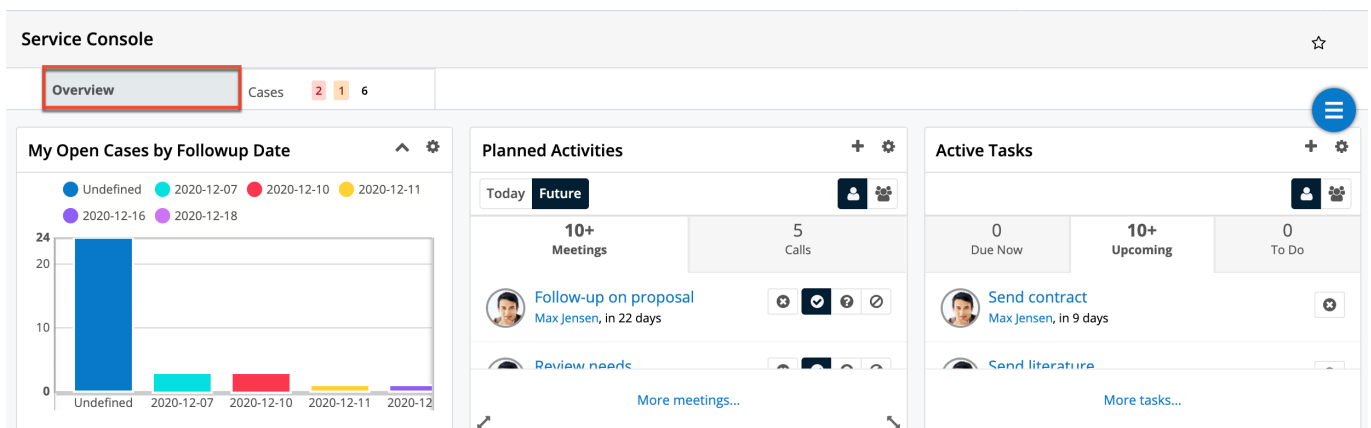 Service Console
Overview
Cases 2 1 6
My Open Cases by Followup Date
Undefined 2020-12-07 2020-12-10 2020-12-11
2020-12-16 2020-12-18
24
20
10
0
Undefined 2020-12-07 2020-12-10 2020-12-11 2020-12
Planned Activities
Today Future
10+ 5
Meetings Calls
Follow-up on proposal
Max Jensen, in 22 days
Review needs
More meetings...
Active Tasks
0 10+ 0
Due Now Upcoming To Do
Send contract
Max Jensen, in 9 days
Send literature
More tasks...